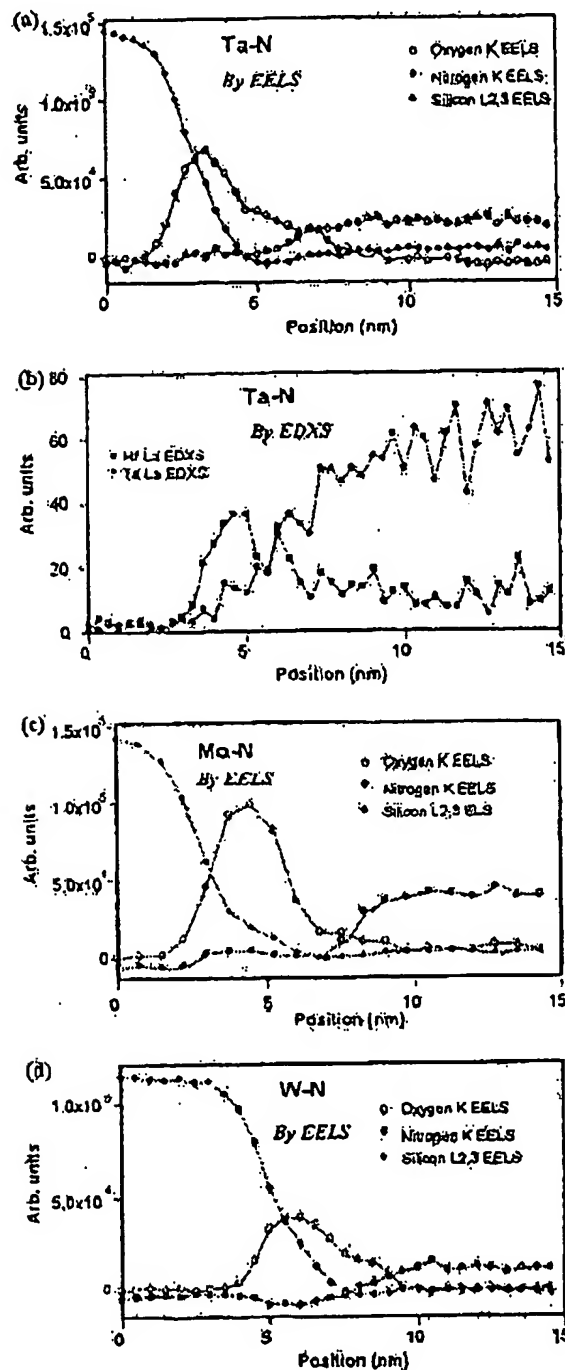 (a)
Ta-N
By EELS
Oxygen K EELS
Nitrogen K EELS
Silicon L2,3 EELS
Arb. units
1.5x10⁵
1.0x10⁵
5.0x10⁴
0
0 5 10 15
Position (nm)
(b)
Ta-N
By EDXS
Hf La EDXS
Ta La EDXS
Arb. units
80
60
40
20
0
0 5 10 15
Position (nm)
(c)
Mo-N
By EELS
Oxygen K EELS
Nitrogen K EELS
Silicon L2,3 ELS
Arb. units
1.5x10⁵
1.0x10⁵
5.0x10⁴
0
0 5 10 15
Position (nm)
(d)
W-N
By EELS
Oxygen K EELS
Nitrogen K EELS
Silicon L2,3 EELS
Arb. units
1.0x10⁵
5.0x10⁴
0
0 5 10 15
Position (nm)